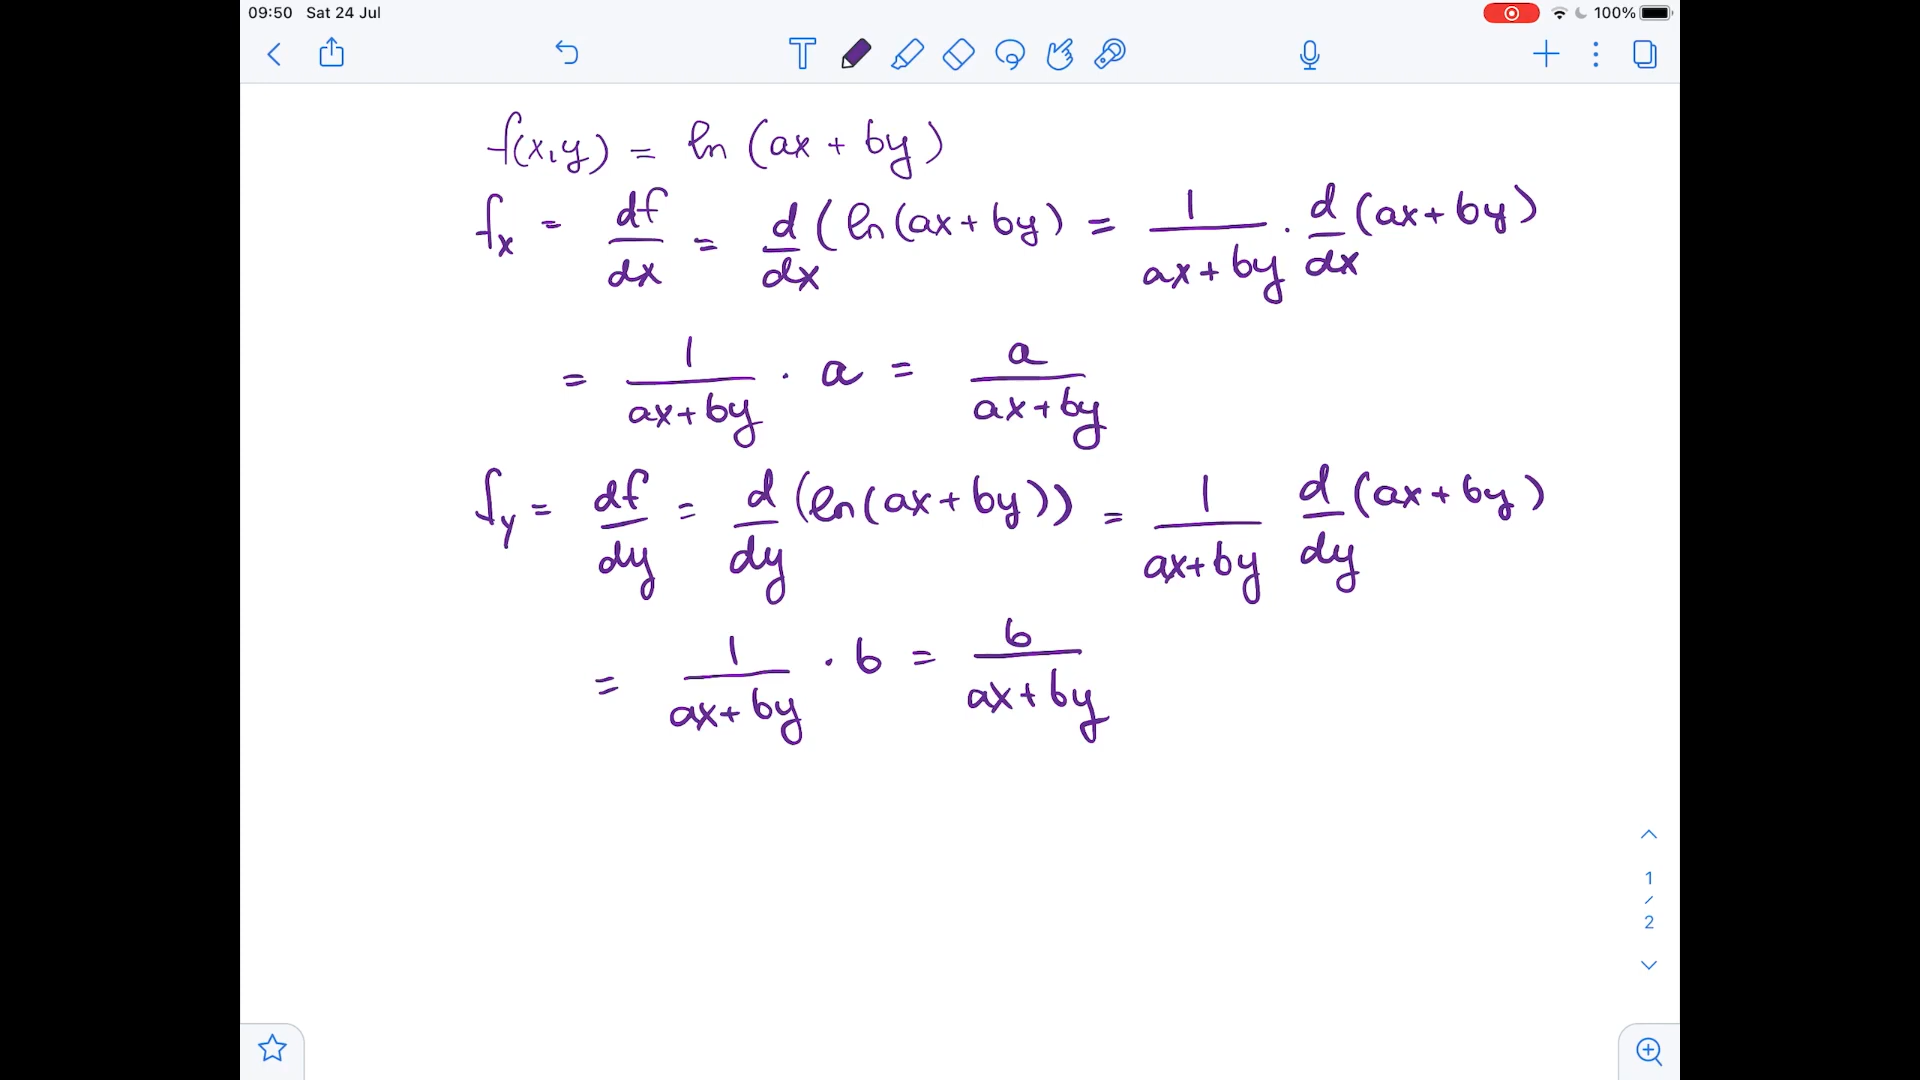 09:50 Sat 24 Jul 100%
f(x,y) = ln (ax + by)
fx = df/dx = d/dx (ln (ax + by) = 1/(ax + by) · d/dx (ax + by)
= 1/(ax + by) · a = a/(ax + by)
fy = df/dy = d/dy (ln(ax + by)) = 1/(ax + by) d/dy (ax + by)
= 1/(ax + by) · b = b/(ax + by)
1
/
2